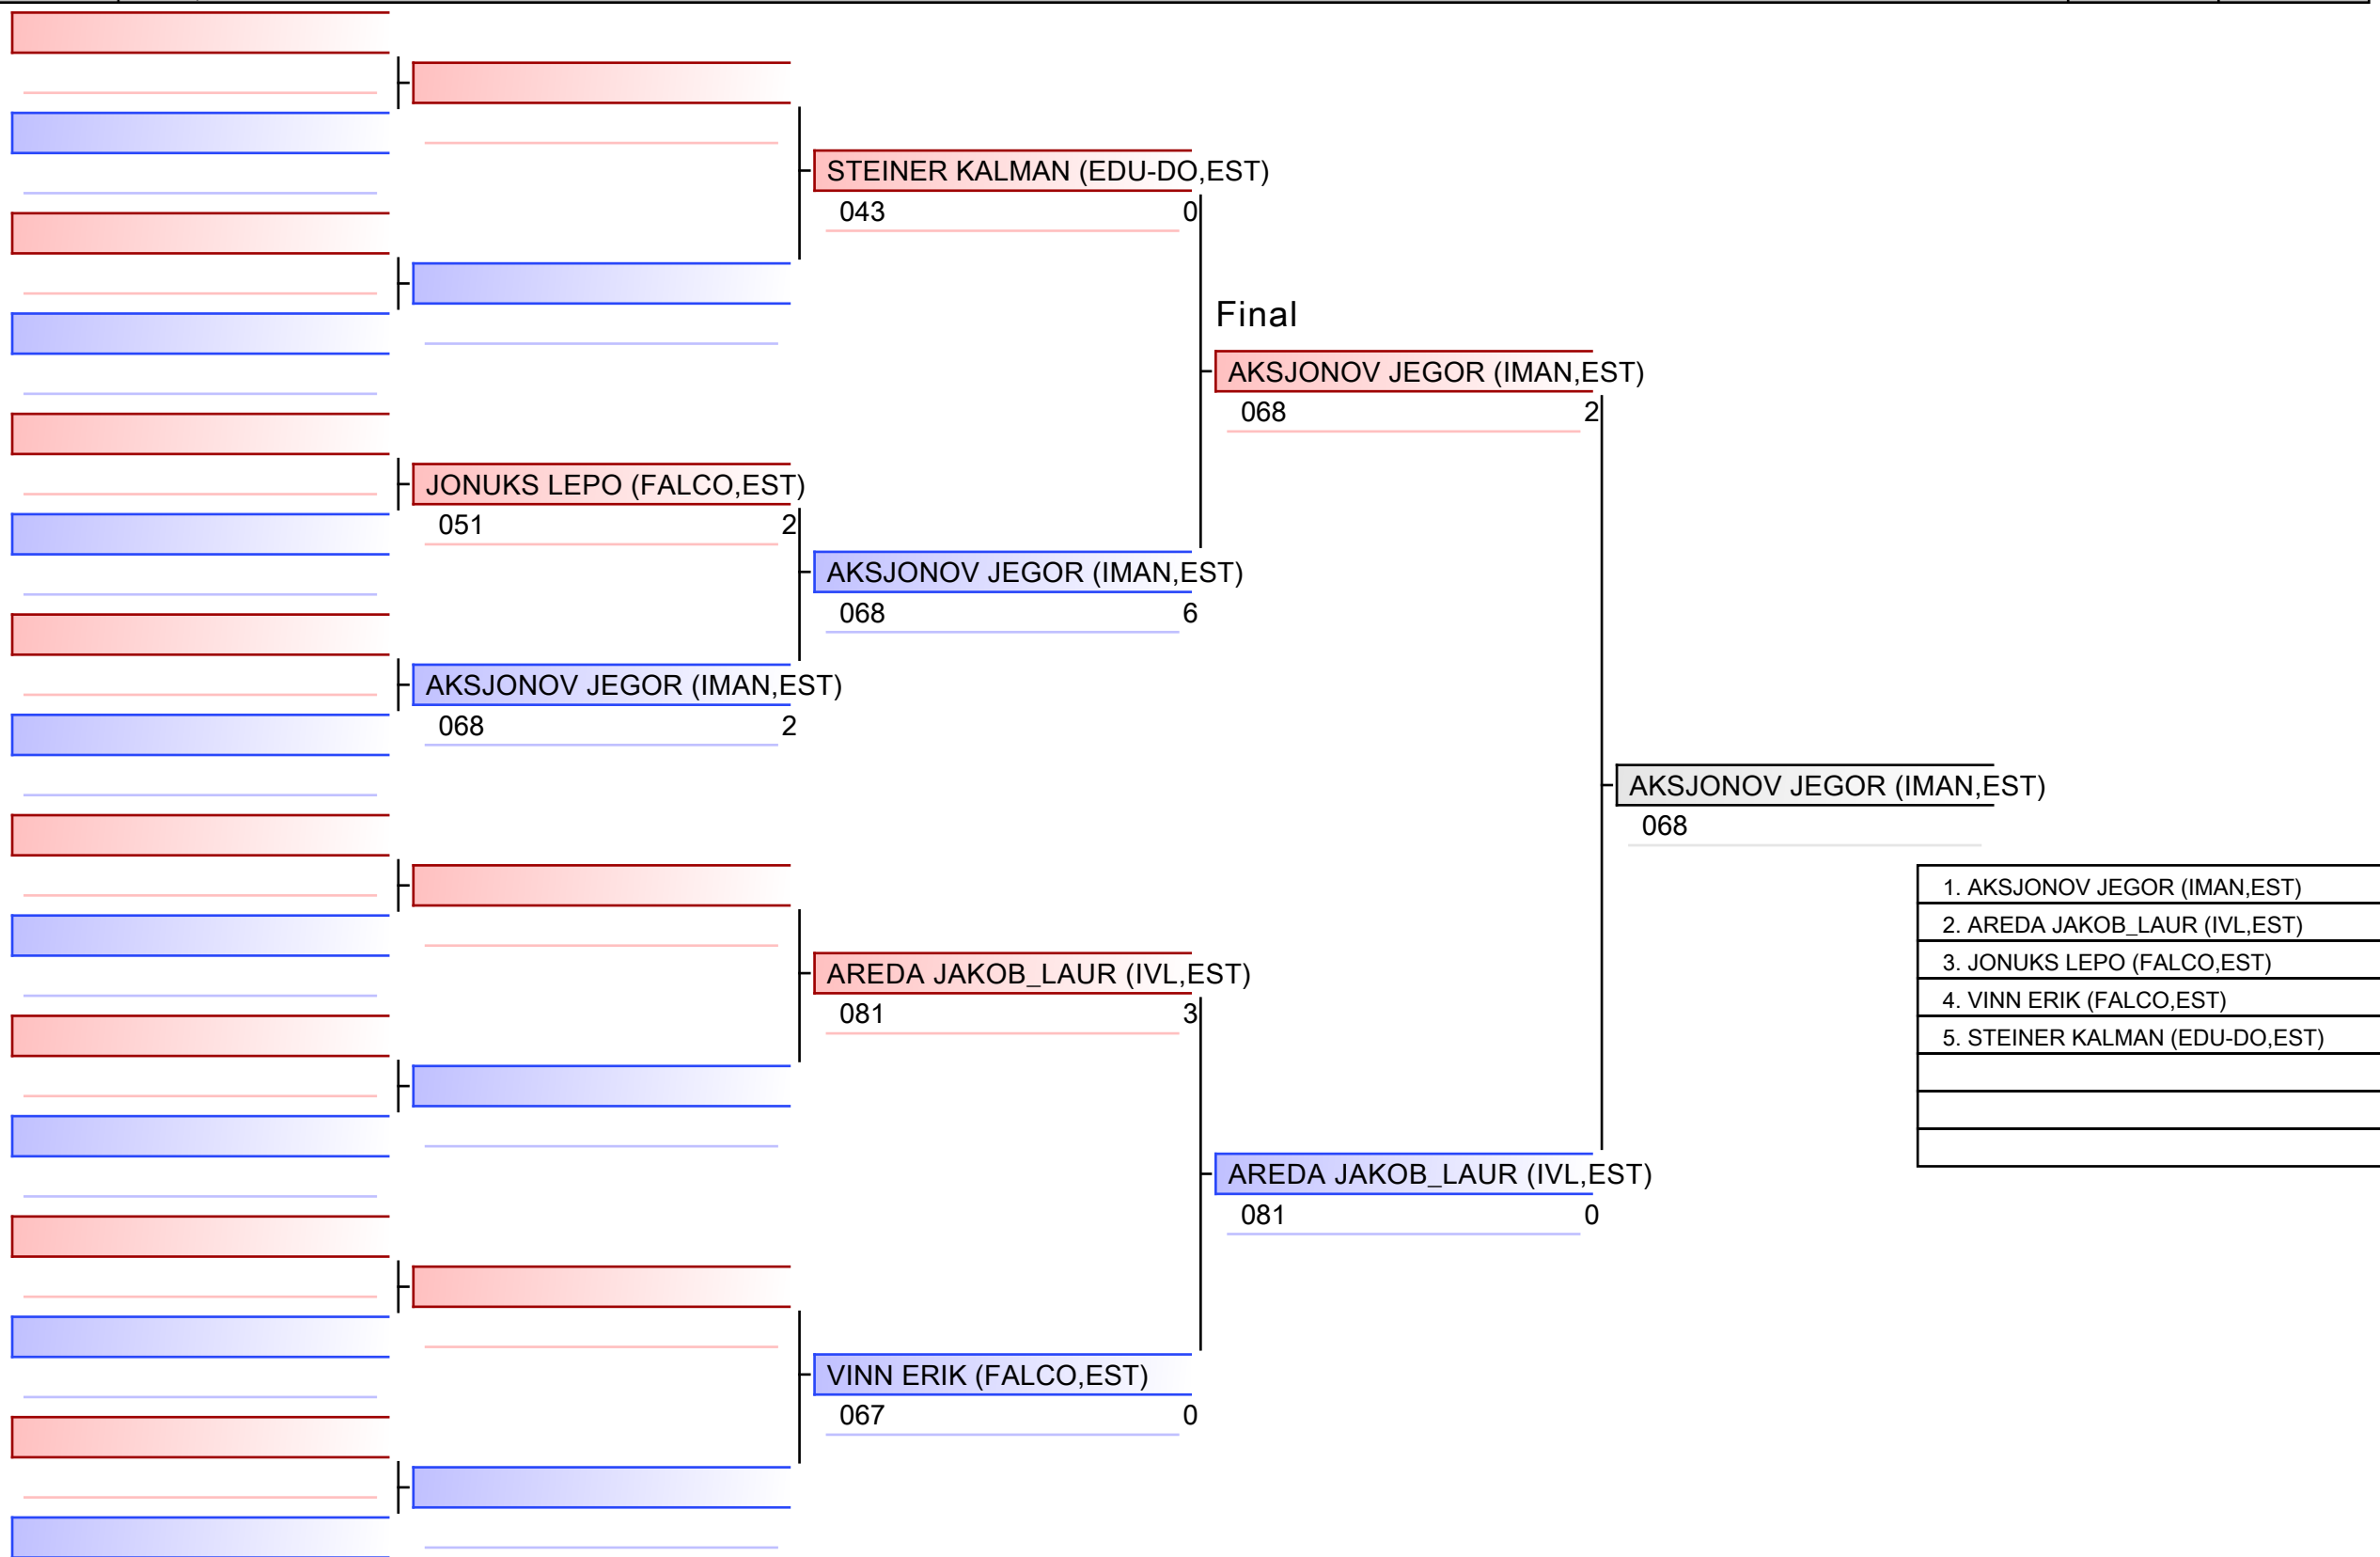 STEINER KALMAN (EDU-DO,EST)
043 0
Final
AKSJONOV JEGOR (IMAN,EST)
068 2
JONUKS LEPO (FALCO,EST)
051 2
AKSJONOV JEGOR (IMAN,EST)
068 6
AKSJONOV JEGOR (IMAN,EST)
068 2
AKSJONOV JEGOR (IMAN,EST)
068
1. AKSJONOV JEGOR (IMAN,EST)
2. AREDA JAKOB_LAUR (IVL,EST)
3. JONUKS LEPO (FALCO,EST)
4. VINN ERIK (FALCO,EST)
5. STEINER KALMAN (EDU-DO,EST)
AREDA JAKOB_LAUR (IVL,EST)
081 3
AREDA JAKOB_LAUR (IVL,EST)
081 0
VINN ERIK (FALCO,EST)
067 0